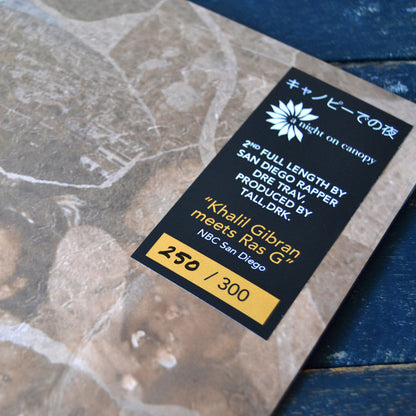 キャノピーでの夜
night on canopy
2ND FULL LENGTH BY
SAN DIEGO RAPPER
DRE TRAV,
PRODUCED BY
TALL.DRK.
"Khalil Gibran
meets Ras G"
NBC San Diego
250 / 300